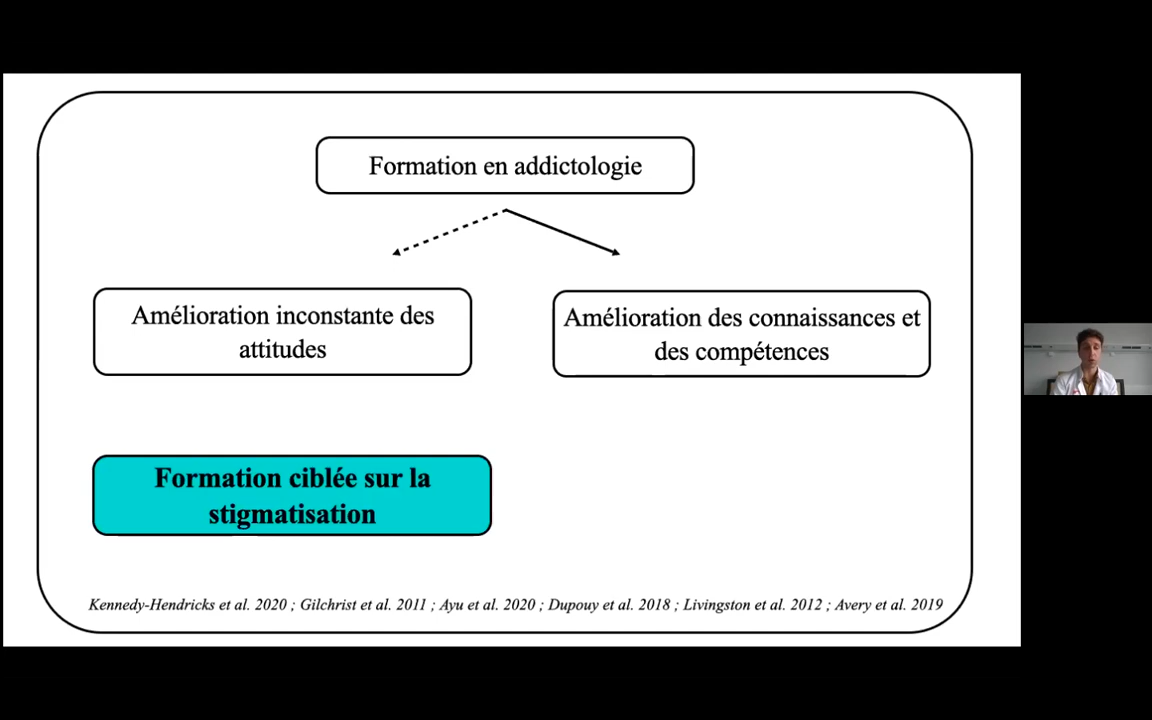 Formation en addictologie
Amélioration inconstante des
attitudes
Amélioration des connaissances et
des compétences
Formation ciblée sur la
stigmatisation
Kennedy-Hendricks et al. 2020 ; Gilchrist et al. 2011 ; Ayu et al. 2020 ; Dupouy et al. 2018 ; Livingston et al. 2012 ; Avery et al. 2019